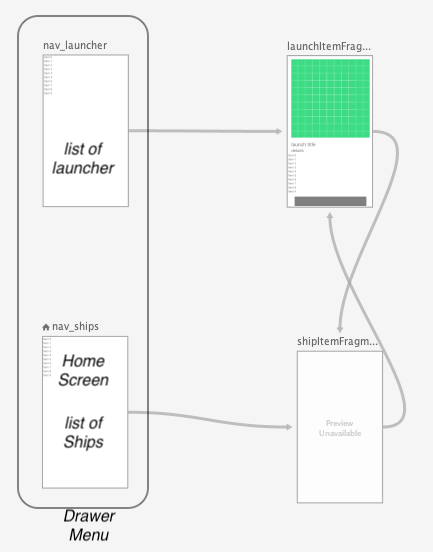 nav_launcher
list of
launcher
launchItemFrag...
launch title
details
nav_ships
Home
Screen
list of
Ships
shipItemFragm...
Preview
Unavailable
Drawer
Menu